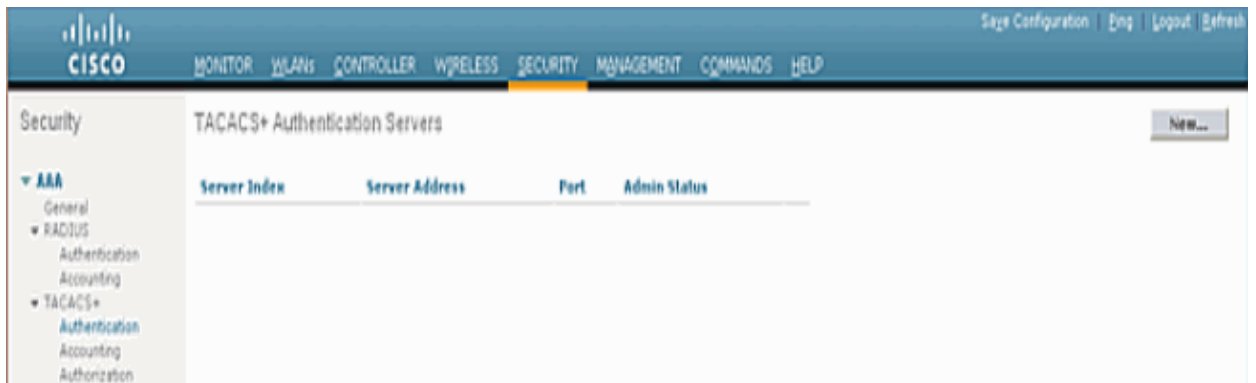 Save Configuration | Ping | Logout | Refresh
CISCO
MONITOR WLANs CONTROLLER WIRELESS SECURITY MANAGEMENT COMMANDS HELP
Security
TACACS+ Authentication Servers
New...
AAA
General
RADIUS
Authentication
Accounting
TACACS+
Authentication
Accounting
Authorization
Server Index Server Address Port Admin Status